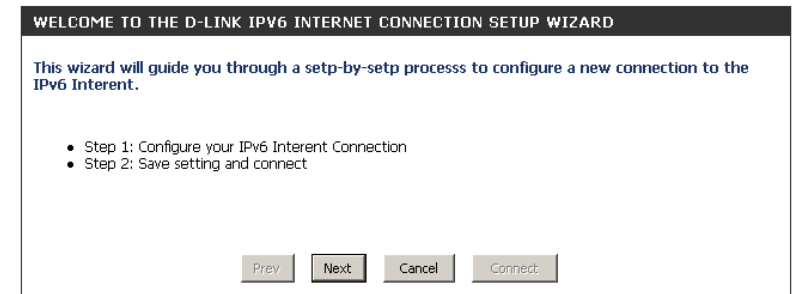 WELCOME TO THE D-LINK IPV6 INTERNET CONNECTION SETUP WIZARD
This wizard will guide you through a setp-by-setp processs to configure a new connection to the
IPv6 Interent.
• Step 1: Configure your IPv6 Interent Connection
• Step 2: Save setting and connect
Prev Next Cancel Connect